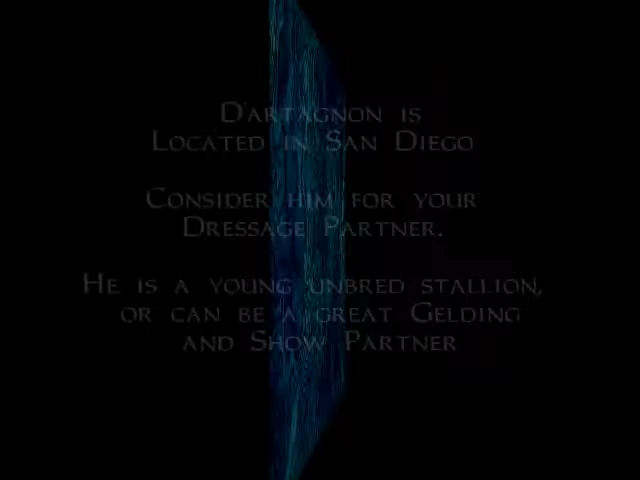 D'artagnon is
Located in San Diego
Consider him for your
Dressage Partner.
He is a young unbred stallion,
or can be a great Gelding
and Show Partner